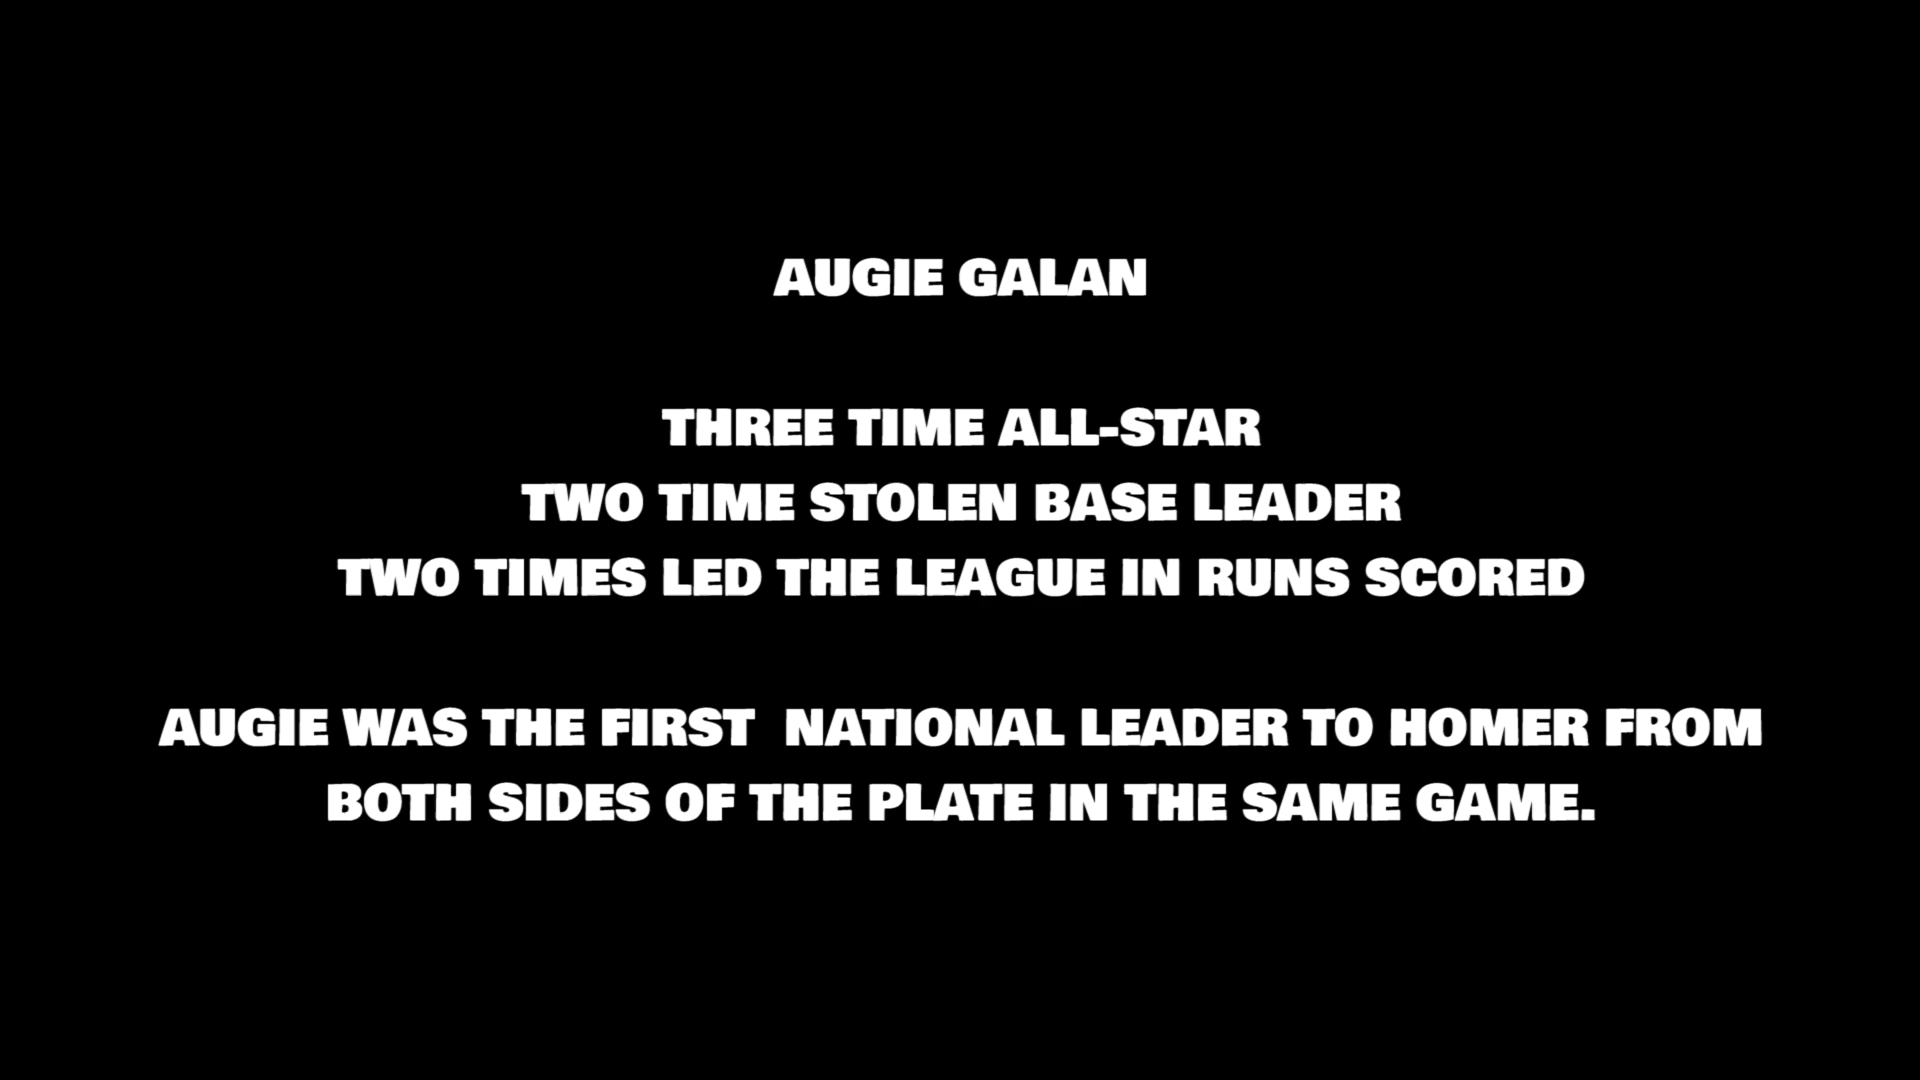 AUGIE GALAN
THREE TIME ALL-STAR
TWO TIME STOLEN BASE LEADER
TWO TIMES LED THE LEAGUE IN RUNS SCORED
AUGIE WAS THE FIRST  NATIONAL LEADER TO HOMER FROM
BOTH SIDES OF THE PLATE IN THE SAME GAME.